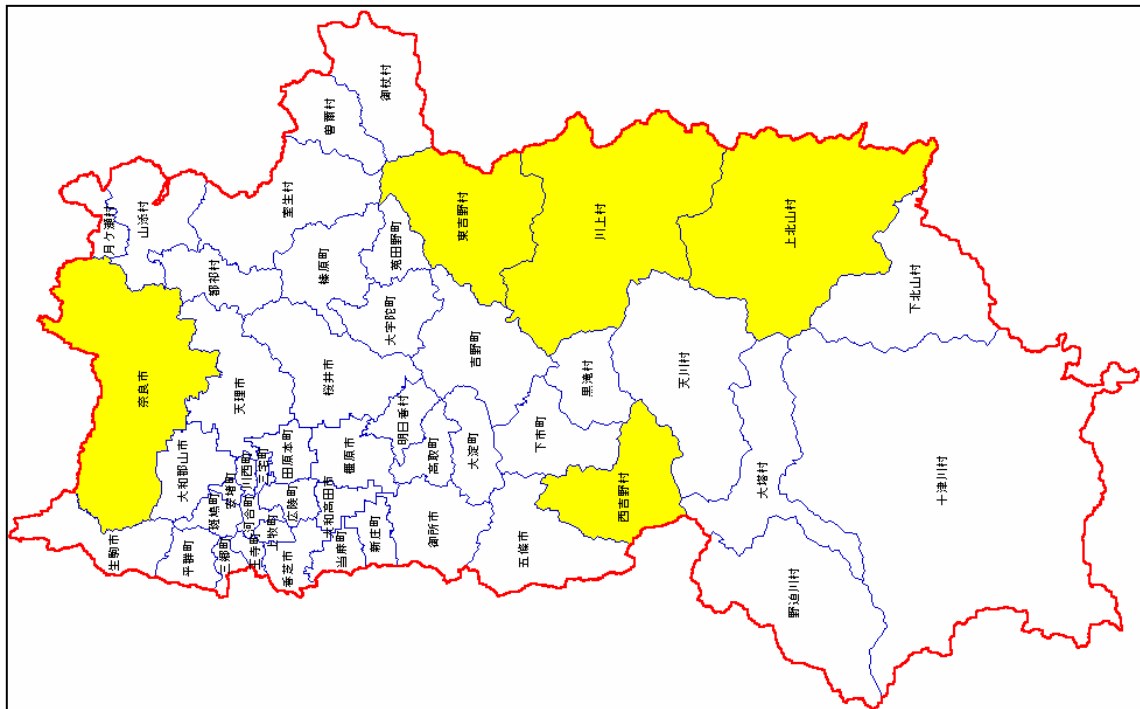 生駒市
月ケ瀬村
奈良市
山添村
平群町
大和郡山市
斑鳩町
三郷町
安堵町
都祁村
天理市
王寺町
河合町
川西町
三宅町
上牧町
香芝市
広陵町
田原本町
室生村
当麻町
大和高田市
桜井市
榛原町
曽爾村
橿原市
新庄町
御杖村
大宇陀町
菟田野町
明日香村
御所市
高取町
東吉野村
大淀町
吉野町
五條市
下市町
黒滝村
川上村
西吉野村
天川村
大塔村
野迫川村
上北山村
下北山村
十津川村